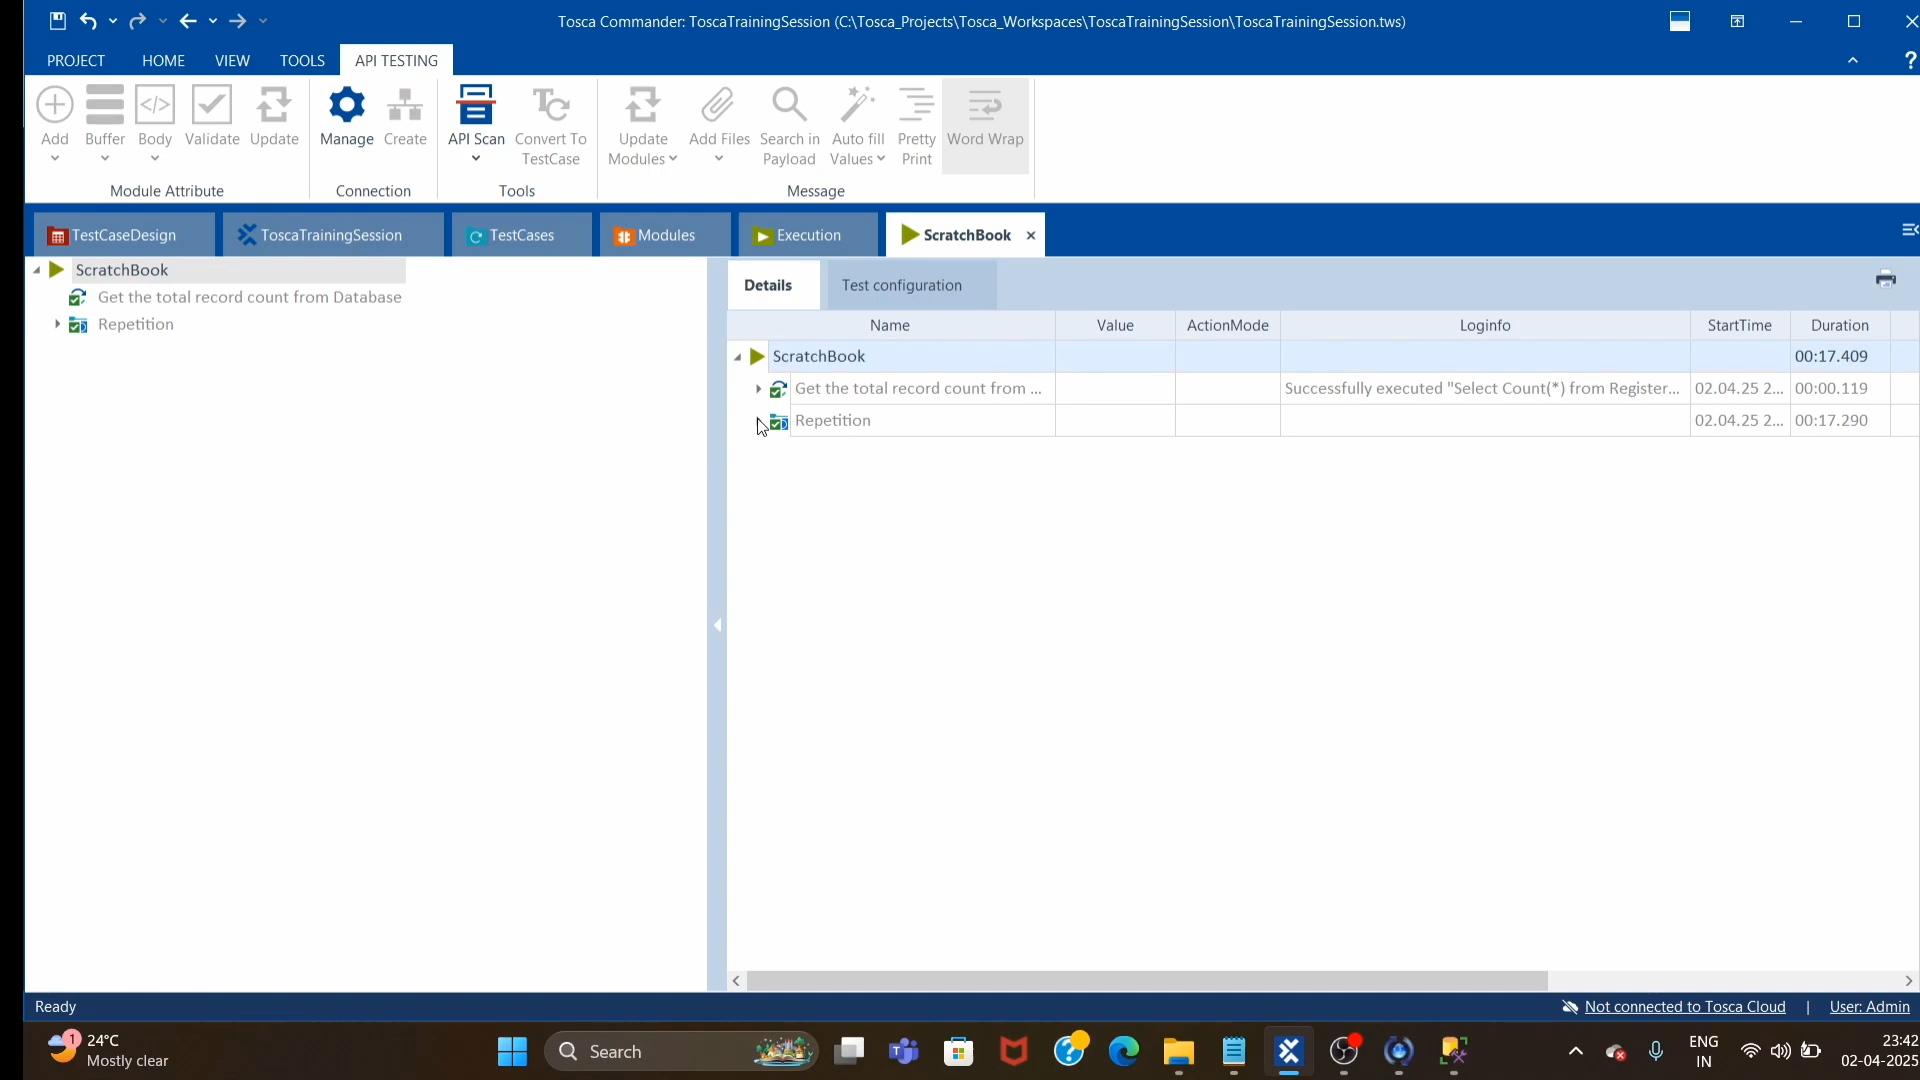 Tosca Commander: ToscaTrainingSession (C:\Tosca_Projects\Tosca_Workspaces\ToscaTrainingSession\ToscaTrainingSession.tws)
PROJECT HOME VIEW TOOLS API TESTING ?
Add Buffer Body Validate Update Manage Create API Scan Convert To TestCase Update Modules Add Files Search in Payload Auto fill Values Pretty Print Word Wrap
Module Attribute Connection Tools Message
TestCaseDesign ToscaTrainingSession TestCases Modules Execution ScratchBook
ScratchBook
Get the total record count from Database
Repetition
Details Test configuration
Name Value ActionMode Loginfo StartTime Duration
ScratchBook 00:17.409
Get the total record count from ... Successfully executed "Select Count(*) from Register... 02.04.25 2... 00:00.119
Repetition 02.04.25 2... 00:17.290
Ready Not connected to Tosca Cloud | User: Admin
1 24°C
Mostly clear
Search
ENG
IN
23:42
02-04-2025